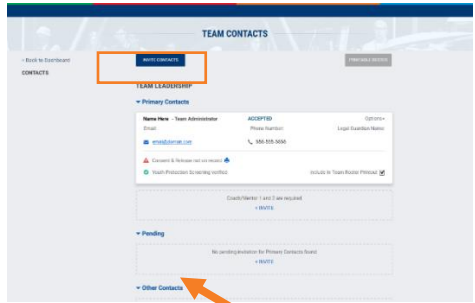 TEAM CONTACTS
< Back to Dashboard
INVITE CONTACTS
PRINTABLE ROSTER
CONTACTS
TEAM LEADERSHIP
Primary Contacts
Name Here - Team Administrator ACCEPTED Options
Email Phone Number: Legal Guardian Name:
email@domain.com 555-555-5555
Consent & Release not on record
Youth Protection Screening verified Include in Team Roster Printout
Coach/Mentor 1 and 2 are required
+ INVITE
Pending
No pending invitation for Primary Contacts found
+ INVITE
Other Contacts